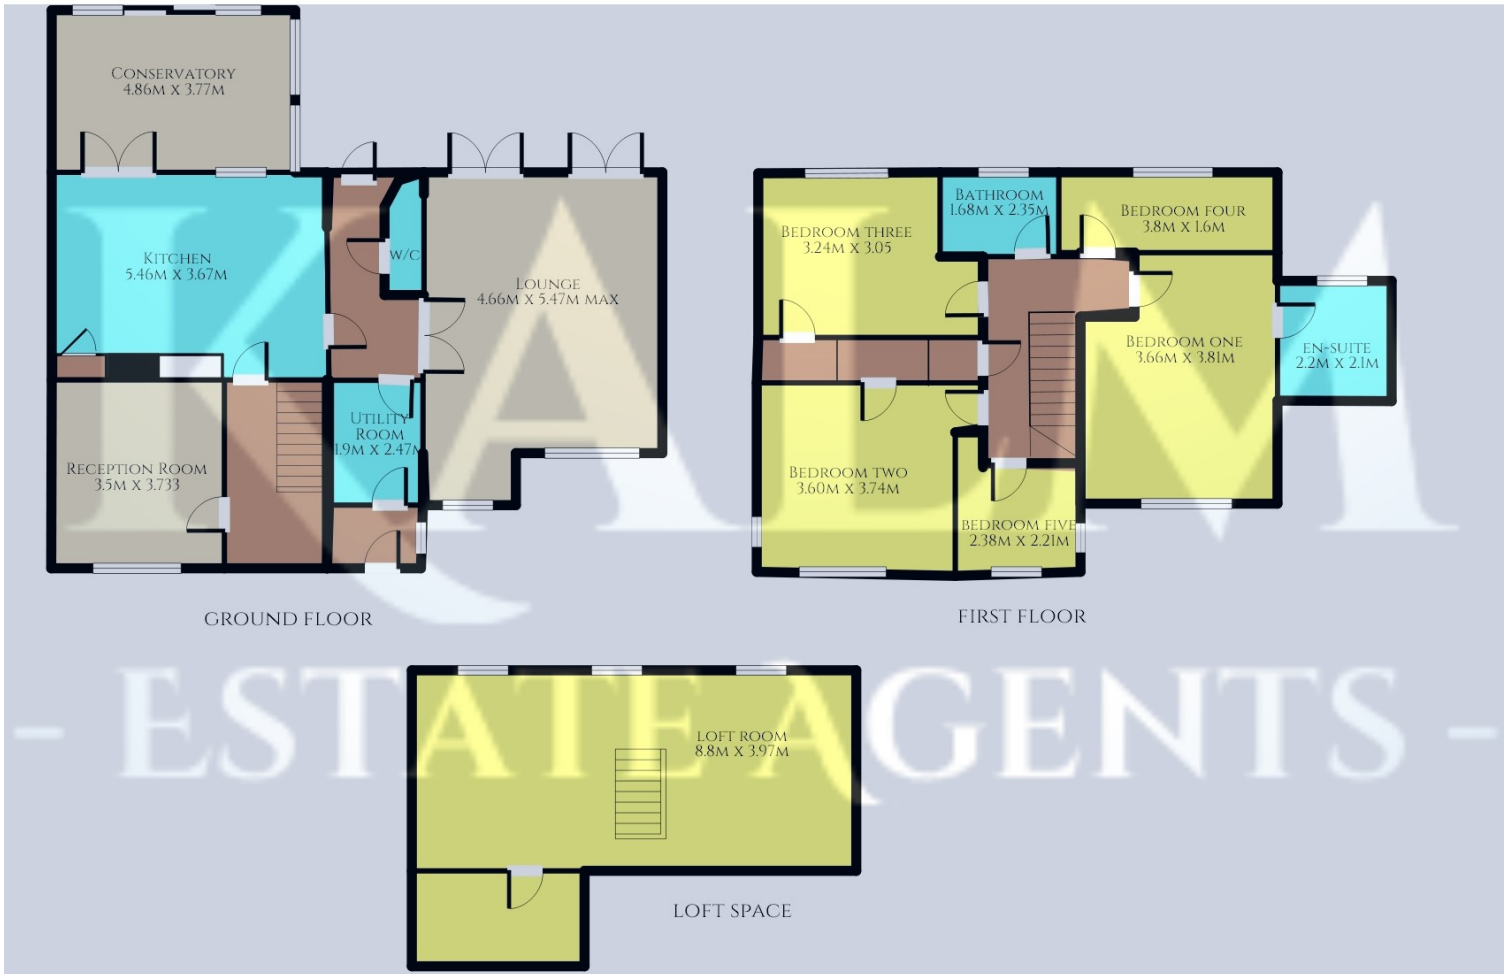 Conservatory
4.86m x 3.77m
Kitchen
5.46m x 3.67m
W/C
Lounge
4.66m x 5.47m max
Reception Room
3.5m x 3.733
Utility
Room
1.9m x 2.47m
GROUND FLOOR
Bathroom
1.68m x 2.35m
Bedroom Three
3.24m x 3.05
Bedroom Four
3.8m x 1.6m
Bedroom One
3.66m x 3.81m
En-suite
2.2m x 2.1m
Bedroom Two
3.60m x 3.74m
Bedroom Five
2.38m x 2.21m
FIRST FLOOR
Loft Room
8.8m x 3.97m
LOFT SPACE
KALM
- ESTATE AGENTS -